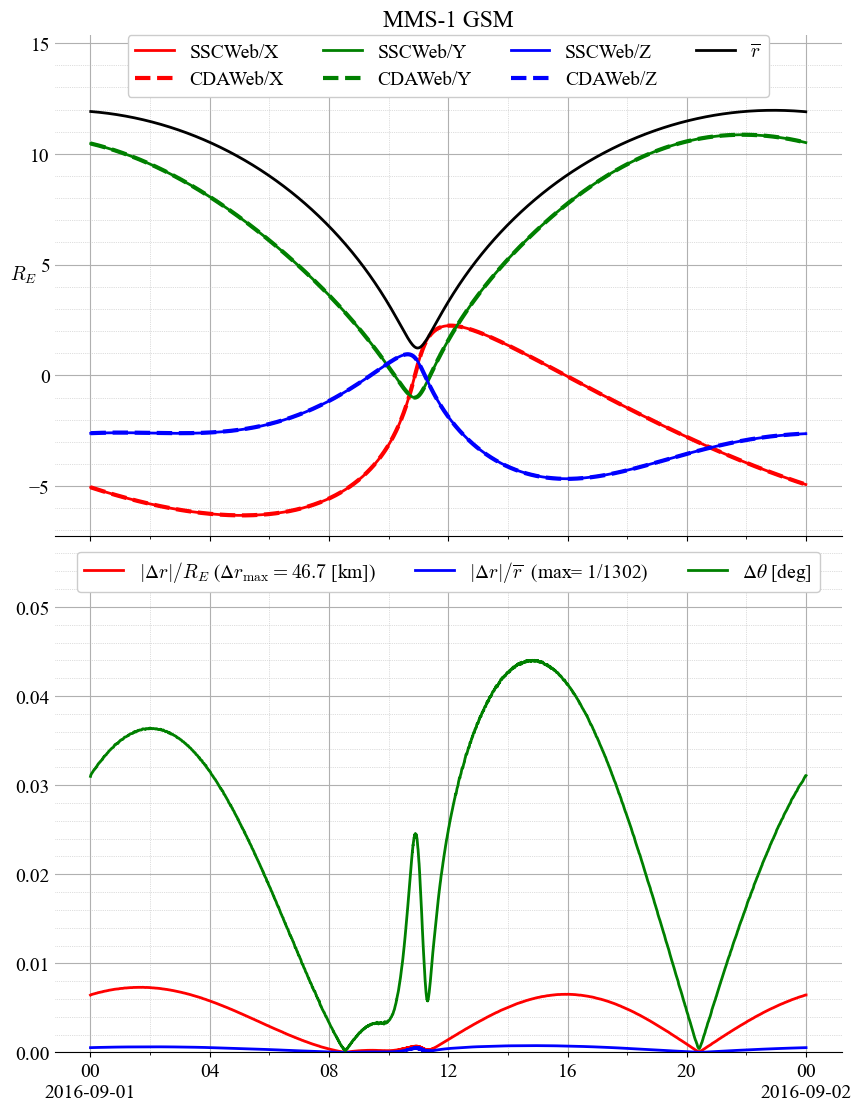 MMS-1 GSM
SSCWeb/X SSCWeb/Y SSCWeb/Z r̅
CDAWeb/X CDAWeb/Y CDAWeb/Z
15
10
5
R_E
0
−5
|Δr|/R_E (Δr_max = 46.7 [km]) |Δr|/r̅ (max= 1/1302) Δθ [deg]
0.05
0.04
0.03
0.02
0.01
0.00
00 04 08 12 16 20 00
2016-09-01 2016-09-02